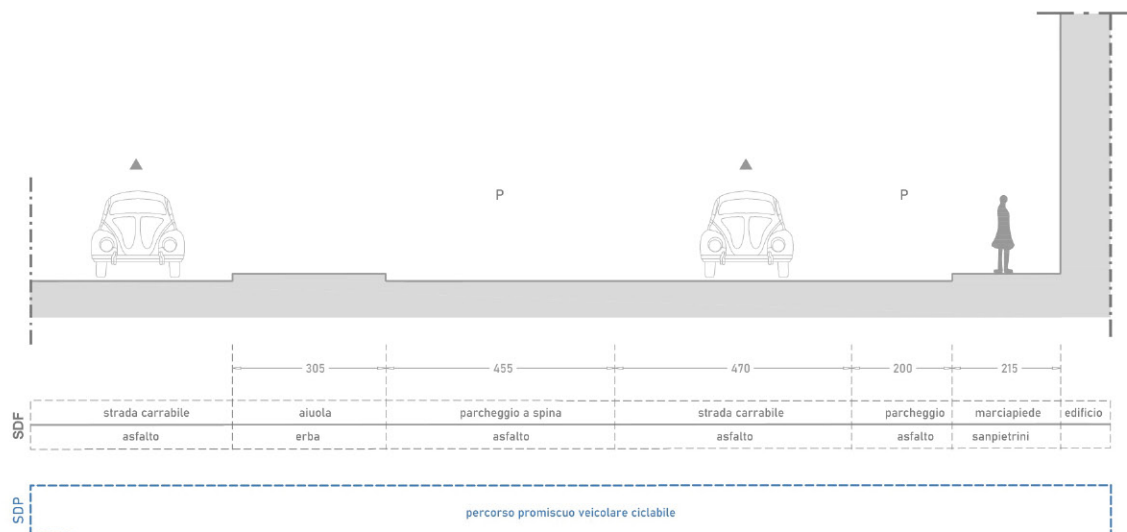 P
P
305 455 470 200 215
SDF
strada carrabile aiuola parcheggio a spina strada carrabile parcheggio marciapiede edificio
asfalto erba asfalto asfalto asfalto sanpietrini
SDP
percorso promiscuo veicolare ciclabile